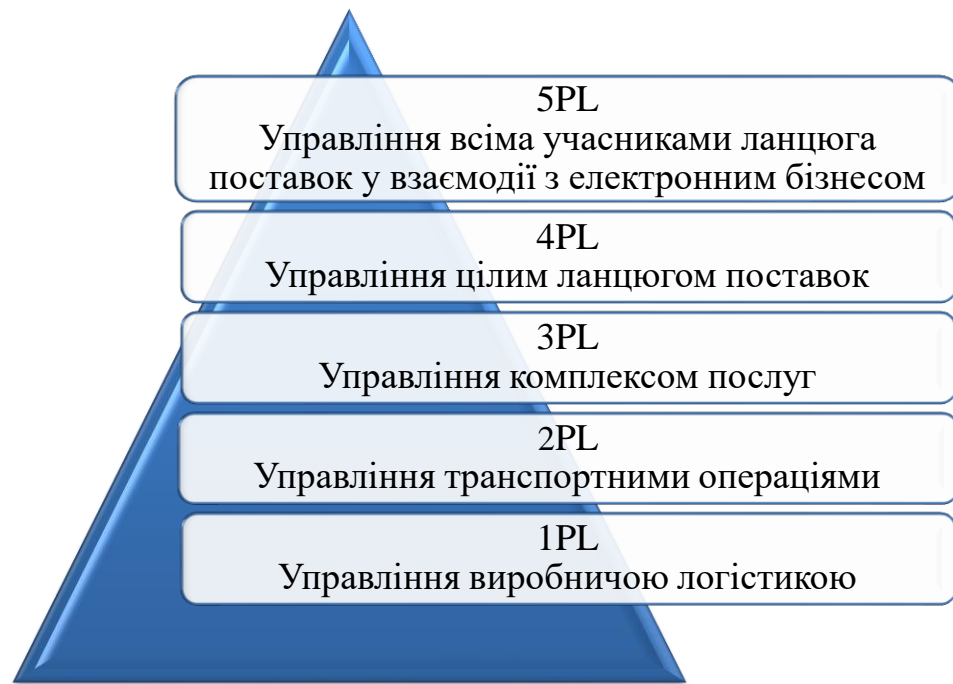 5PL
Управління всіма учасниками ланцюга
поставок у взаємодії з електронним бізнесом
4PL
Управління цілим ланцюгом поставок
3PL
Управління комплексом послуг
2PL
Управління транспортними операціями
1PL
Управління виробничою логістикою